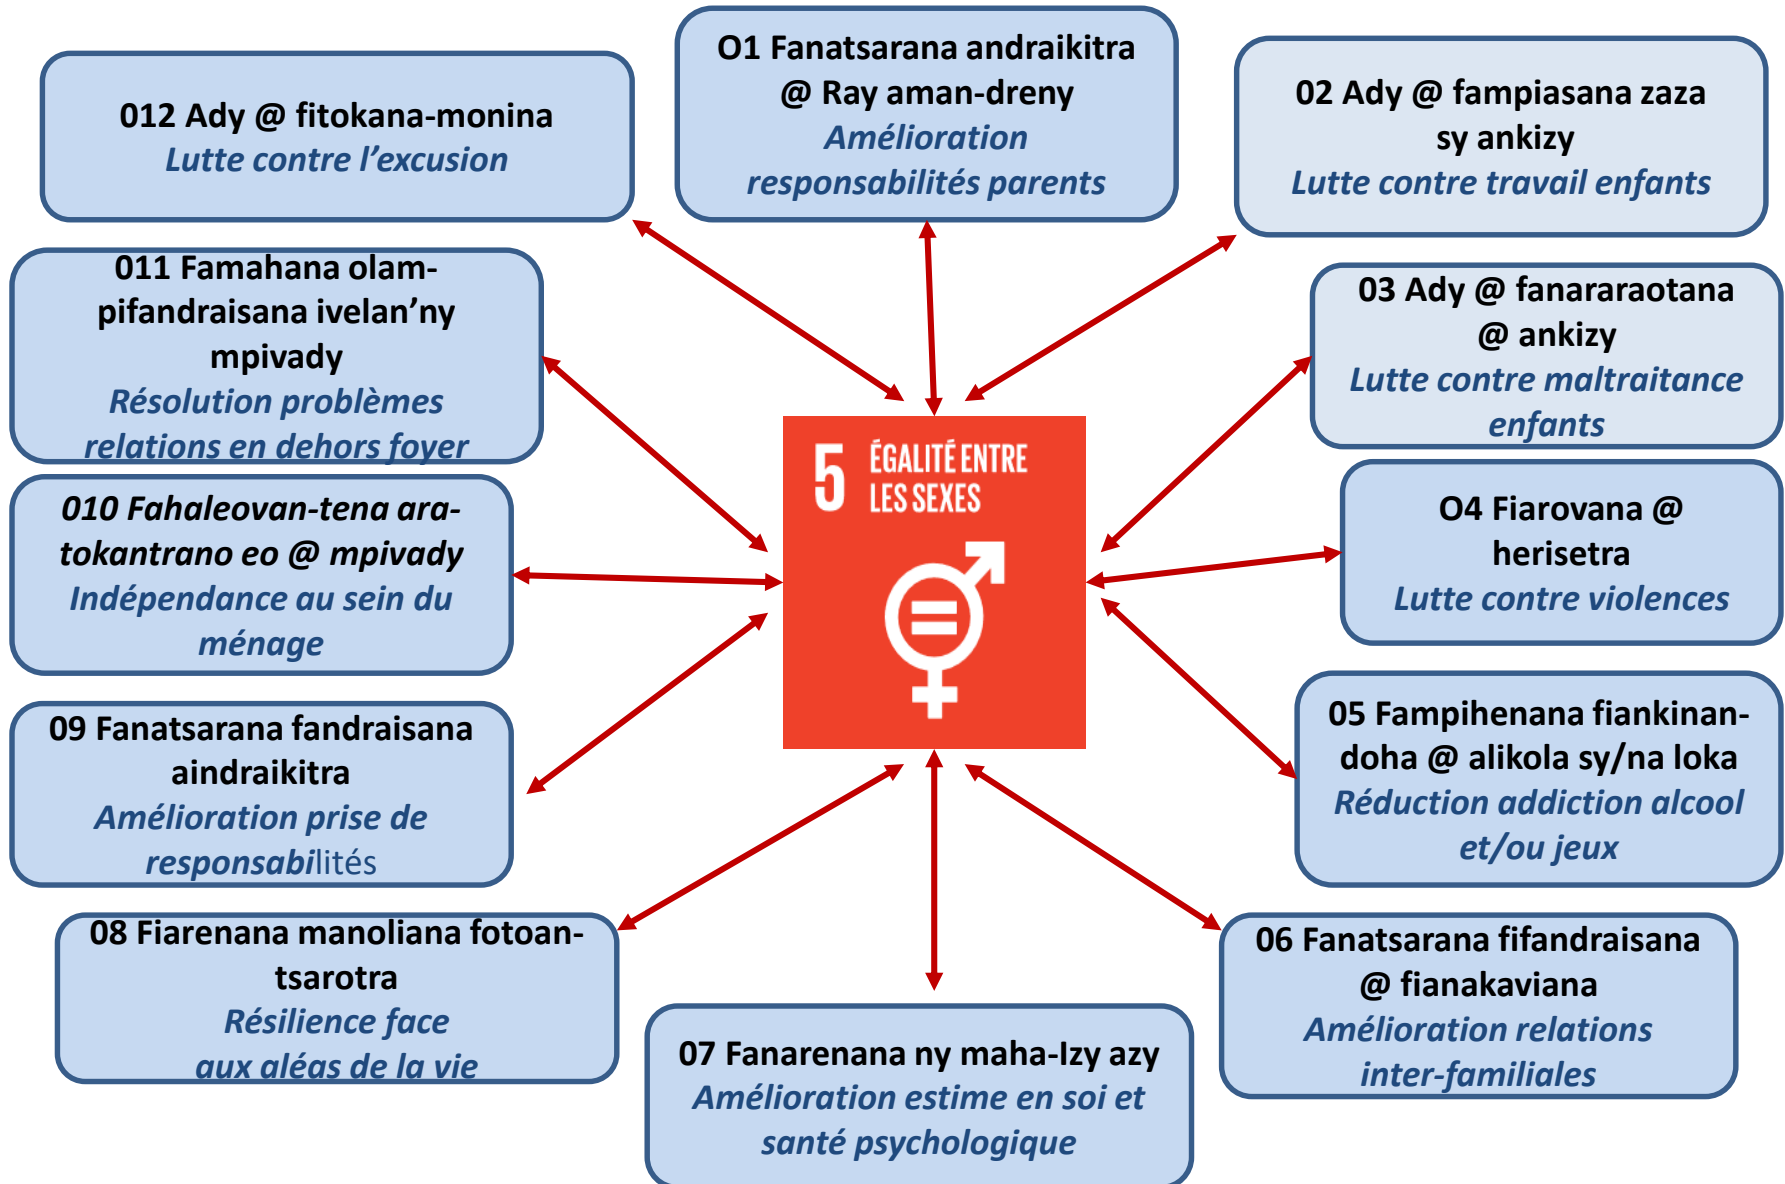 O1 Fanatsarana andraikitra
@ Ray aman-dreny
Amélioration
responsabilités parents
02 Ady @ fampiasana zaza
sy ankizy
Lutte contre travail enfants
03 Ady @ fanararaotana
@ ankizy
Lutte contre maltraitance
enfants
O4 Fiarovana @
herisetra
Lutte contre violences
05 Fampihenana fiankinan-
doha @ alikola sy/na loka
Réduction addiction alcool
et/ou jeux
06 Fanatsarana fifandraisana
@ fianakaviana
Amélioration relations
inter-familiales
07 Fanarenana ny maha-Izy azy
Amélioration estime en soi et
santé psychologique
08 Fiarenana manoliana fotoan-
tsarotra
Résilience face
aux aléas de la vie
09 Fanatsarana fandraisana
aindraikitra
Amélioration prise de
responsabilités
010 Fahaleovan-tena ara-
tokantrano eo @ mpivady
Indépendance au sein du
ménage
011 Famahana olam-
pifandraisana ivelan’ny
mpivady
Résolution problèmes
relations en dehors foyer
012 Ady @ fitokana-monina
Lutte contre l’excusion
5 ÉGALITÉ ENTRE
LES SEXES